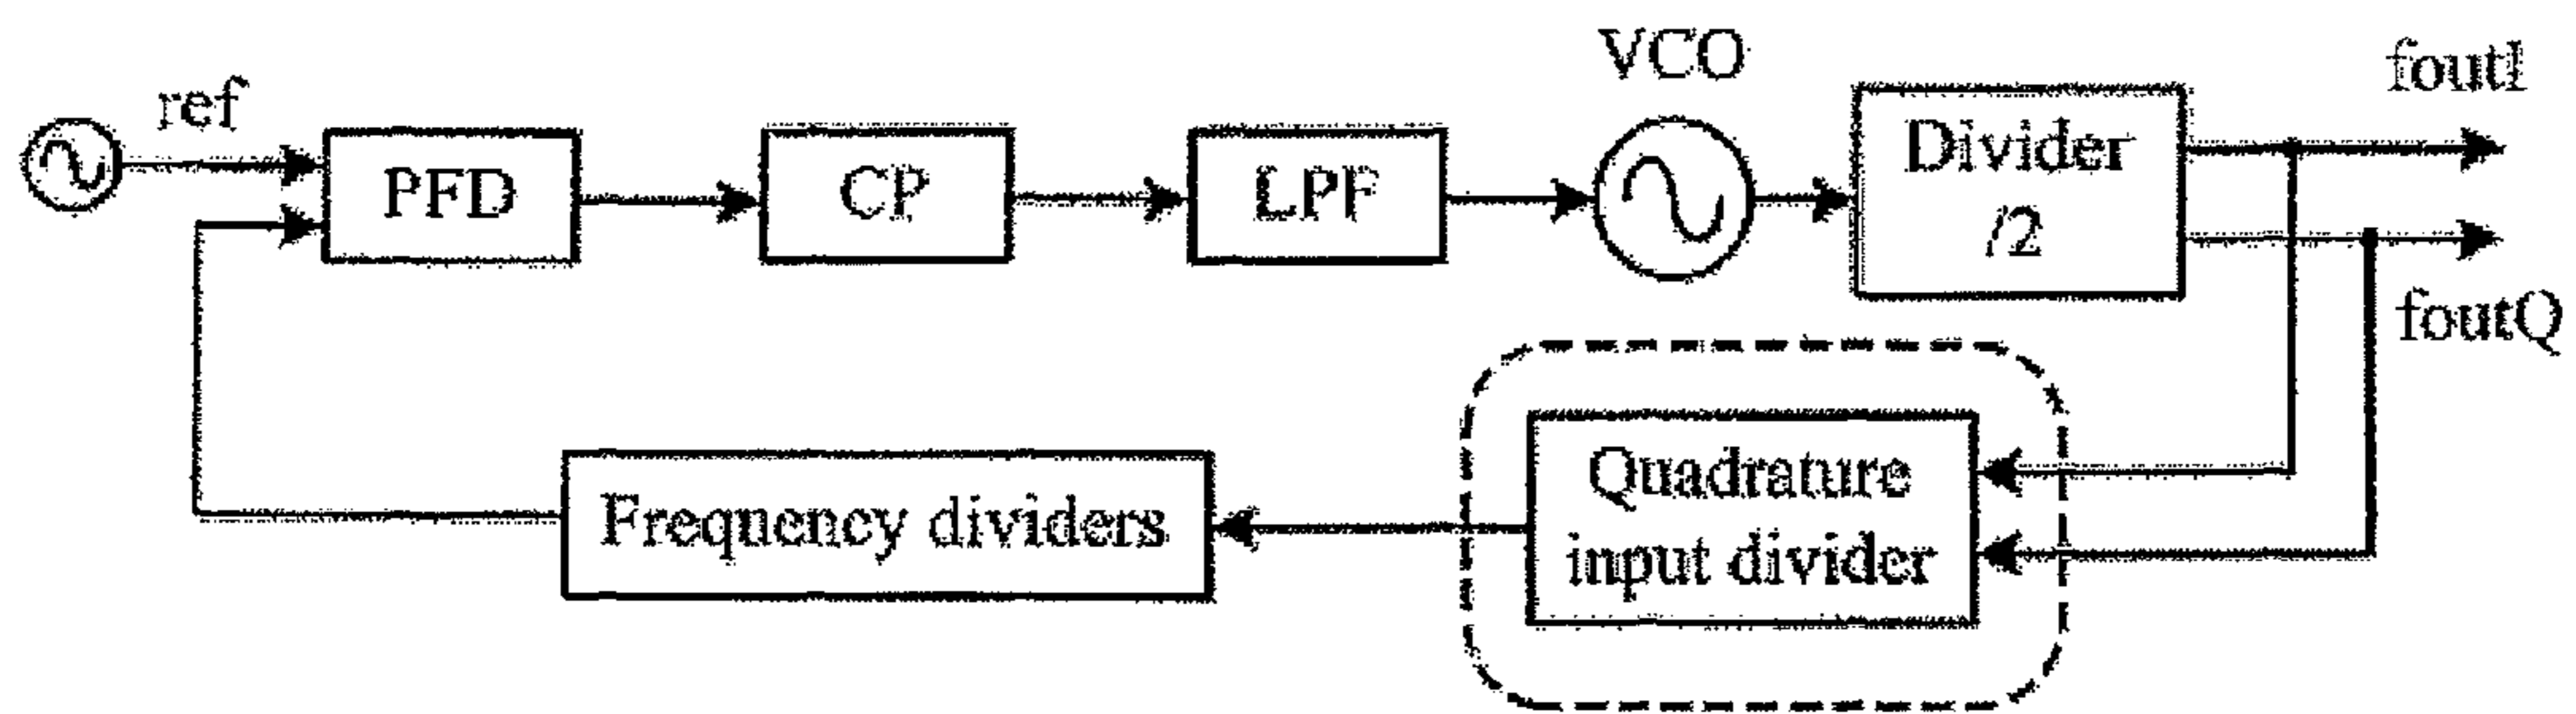 ref
PFD
CP
LPF
VCO
Divider
/2
foutI
foutQ
Quadrature
input divider
Frequency dividers